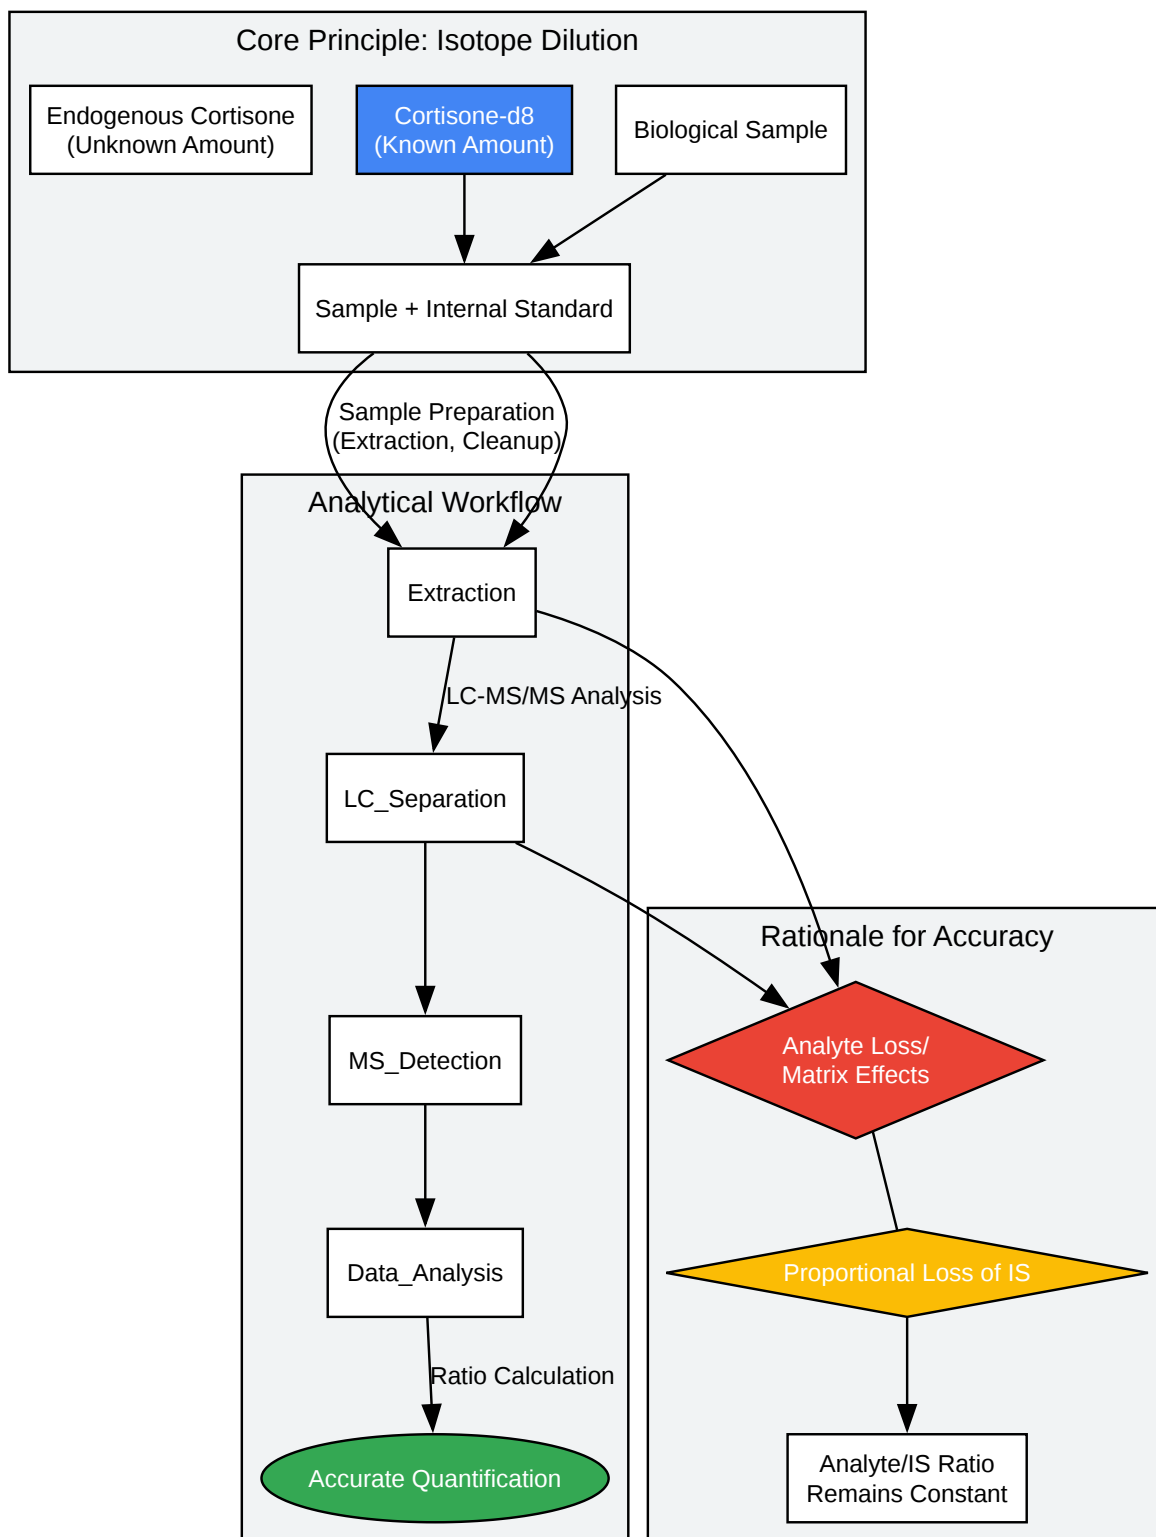 Core Principle: Isotope Dilution
Endogenous Cortisone
(Unknown Amount)
Cortisone-d8
(Known Amount)
Biological Sample
Sample + Internal Standard
Sample Preparation
(Extraction, Cleanup)
Analytical Workflow
Extraction
LC-MS/MS Analysis
LC_Separation
Rationale for Accuracy
Analyte Loss/
Matrix Effects
MS_Detection
Data_Analysis
Proportional Loss of IS
Ratio Calculation
Accurate Quantification
Analyte/IS Ratio
Remains Constant